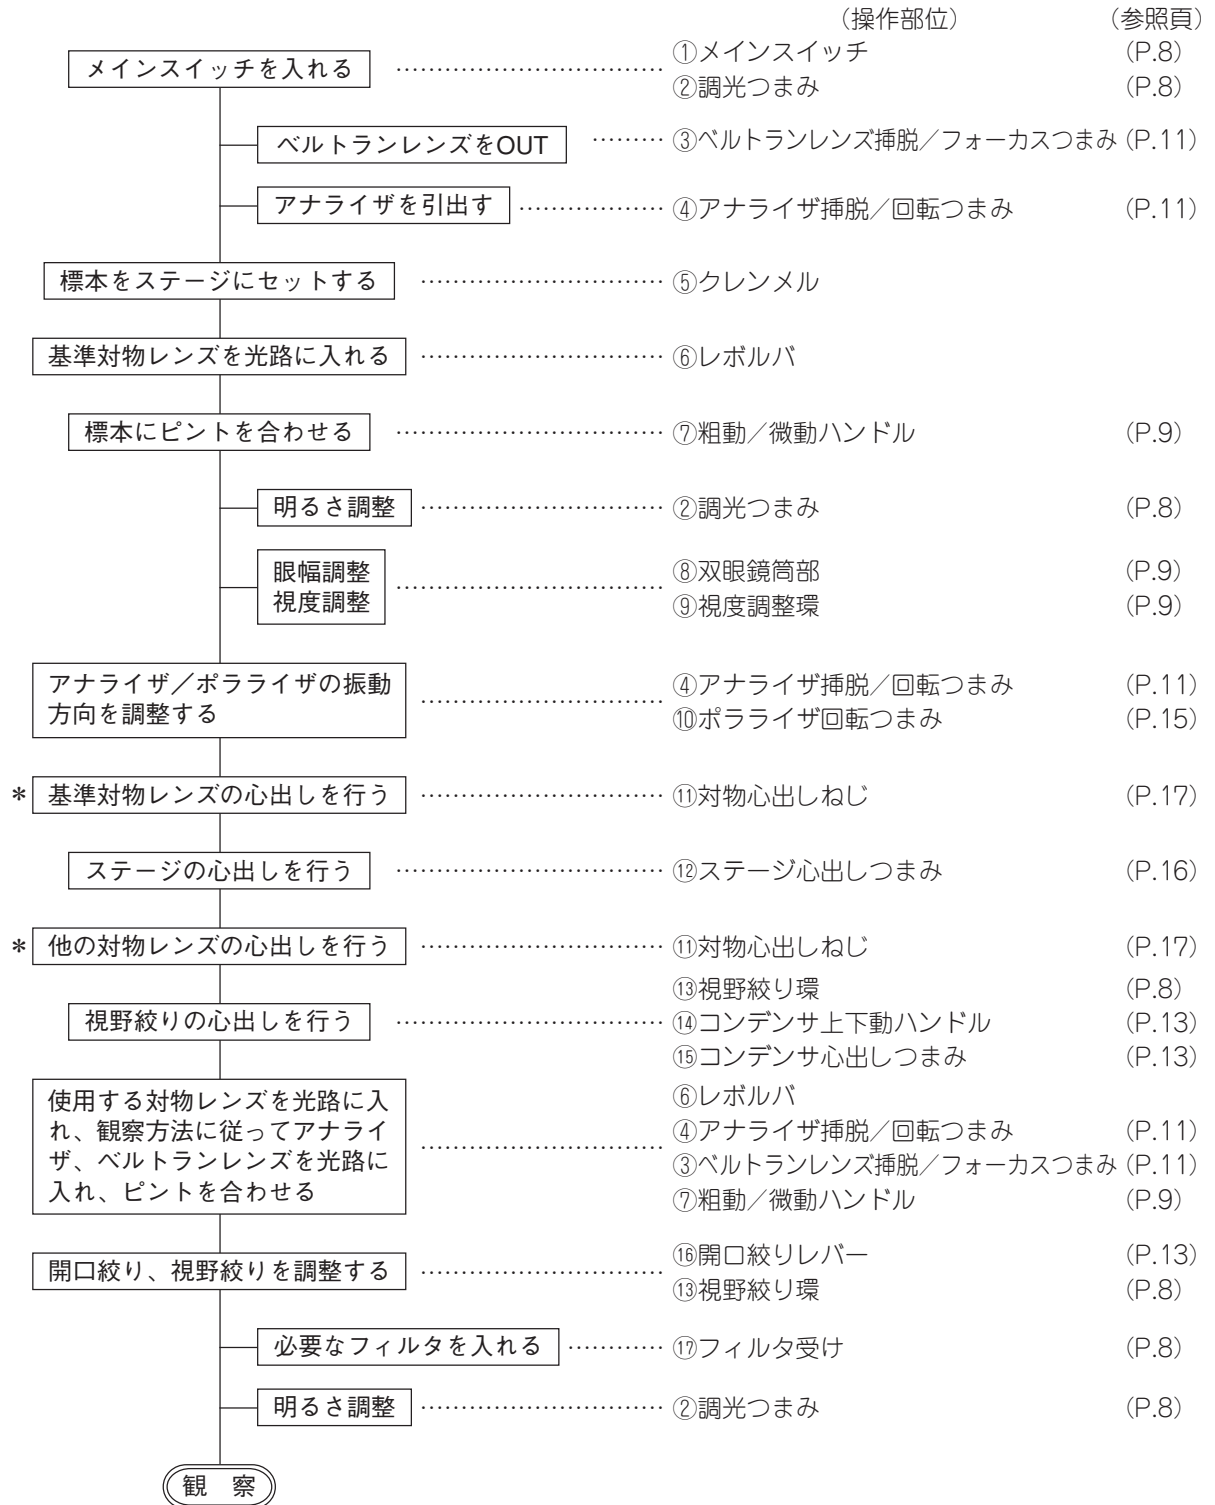 （操作部位）　（参照頁）
メインスイッチを入れる ………………………… ①メインスイッチ （P.8）
②調光つまみ （P.8）
ベルトランレンズをOUT ……… ③ベルトランレンズ挿脱／フォーカスつまみ（P.11）
アナライザを引出す ……………… ④アナライザ挿脱／回転つまみ （P.11）
標本をステージにセットする ……………………… ⑤クレンメル
基準対物レンズを光路に入れる ……………………… ⑥レボルバ
標本にピントを合わせる ………………………… ⑦粗動／微動ハンドル （P.9）
明るさ調整 ……………………… ②調光つまみ （P.8）
眼幅調整
視度調整 ………………………… ⑧双眼鏡筒部 （P.9）
⑨視度調整環 （P.9）
アナライザ／ポラライザの振動
方向を調整する ……………………… ④アナライザ挿脱／回転つまみ （P.11）
⑩ポラライザ回転つまみ （P.15）
＊ 基準対物レンズの心出しを行う ……………………… ⑪対物心出しねじ （P.17）
ステージの心出しを行う ………………………… ⑫ステージ心出しつまみ （P.16）
＊ 他の対物レンズの心出しを行う ……………………… ⑪対物心出しねじ （P.17）
⑬視野絞り環 （P.8）
視野絞りの心出しを行う ………………………… ⑭コンデンサ上下動ハンドル （P.13）
⑮コンデンサ心出しつまみ （P.13）
使用する対物レンズを光路に入
れ、観察方法に従ってアナライ
ザ、ベルトランレンズを光路に
入れ、ピントを合わせる ………………………
⑥レボルバ
④アナライザ挿脱／回転つまみ （P.11）
③ベルトランレンズ挿脱／フォーカスつまみ（P.11）
⑦粗動／微動ハンドル （P.9）
開口絞り、視野絞りを調整する ……………………… ⑯開口絞りレバー （P.13）
⑬視野絞り環 （P.8）
必要なフィルタを入れる ………… ⑰フィルタ受け （P.8）
明るさ調整 ……………………… ②調光つまみ （P.8）
観　察